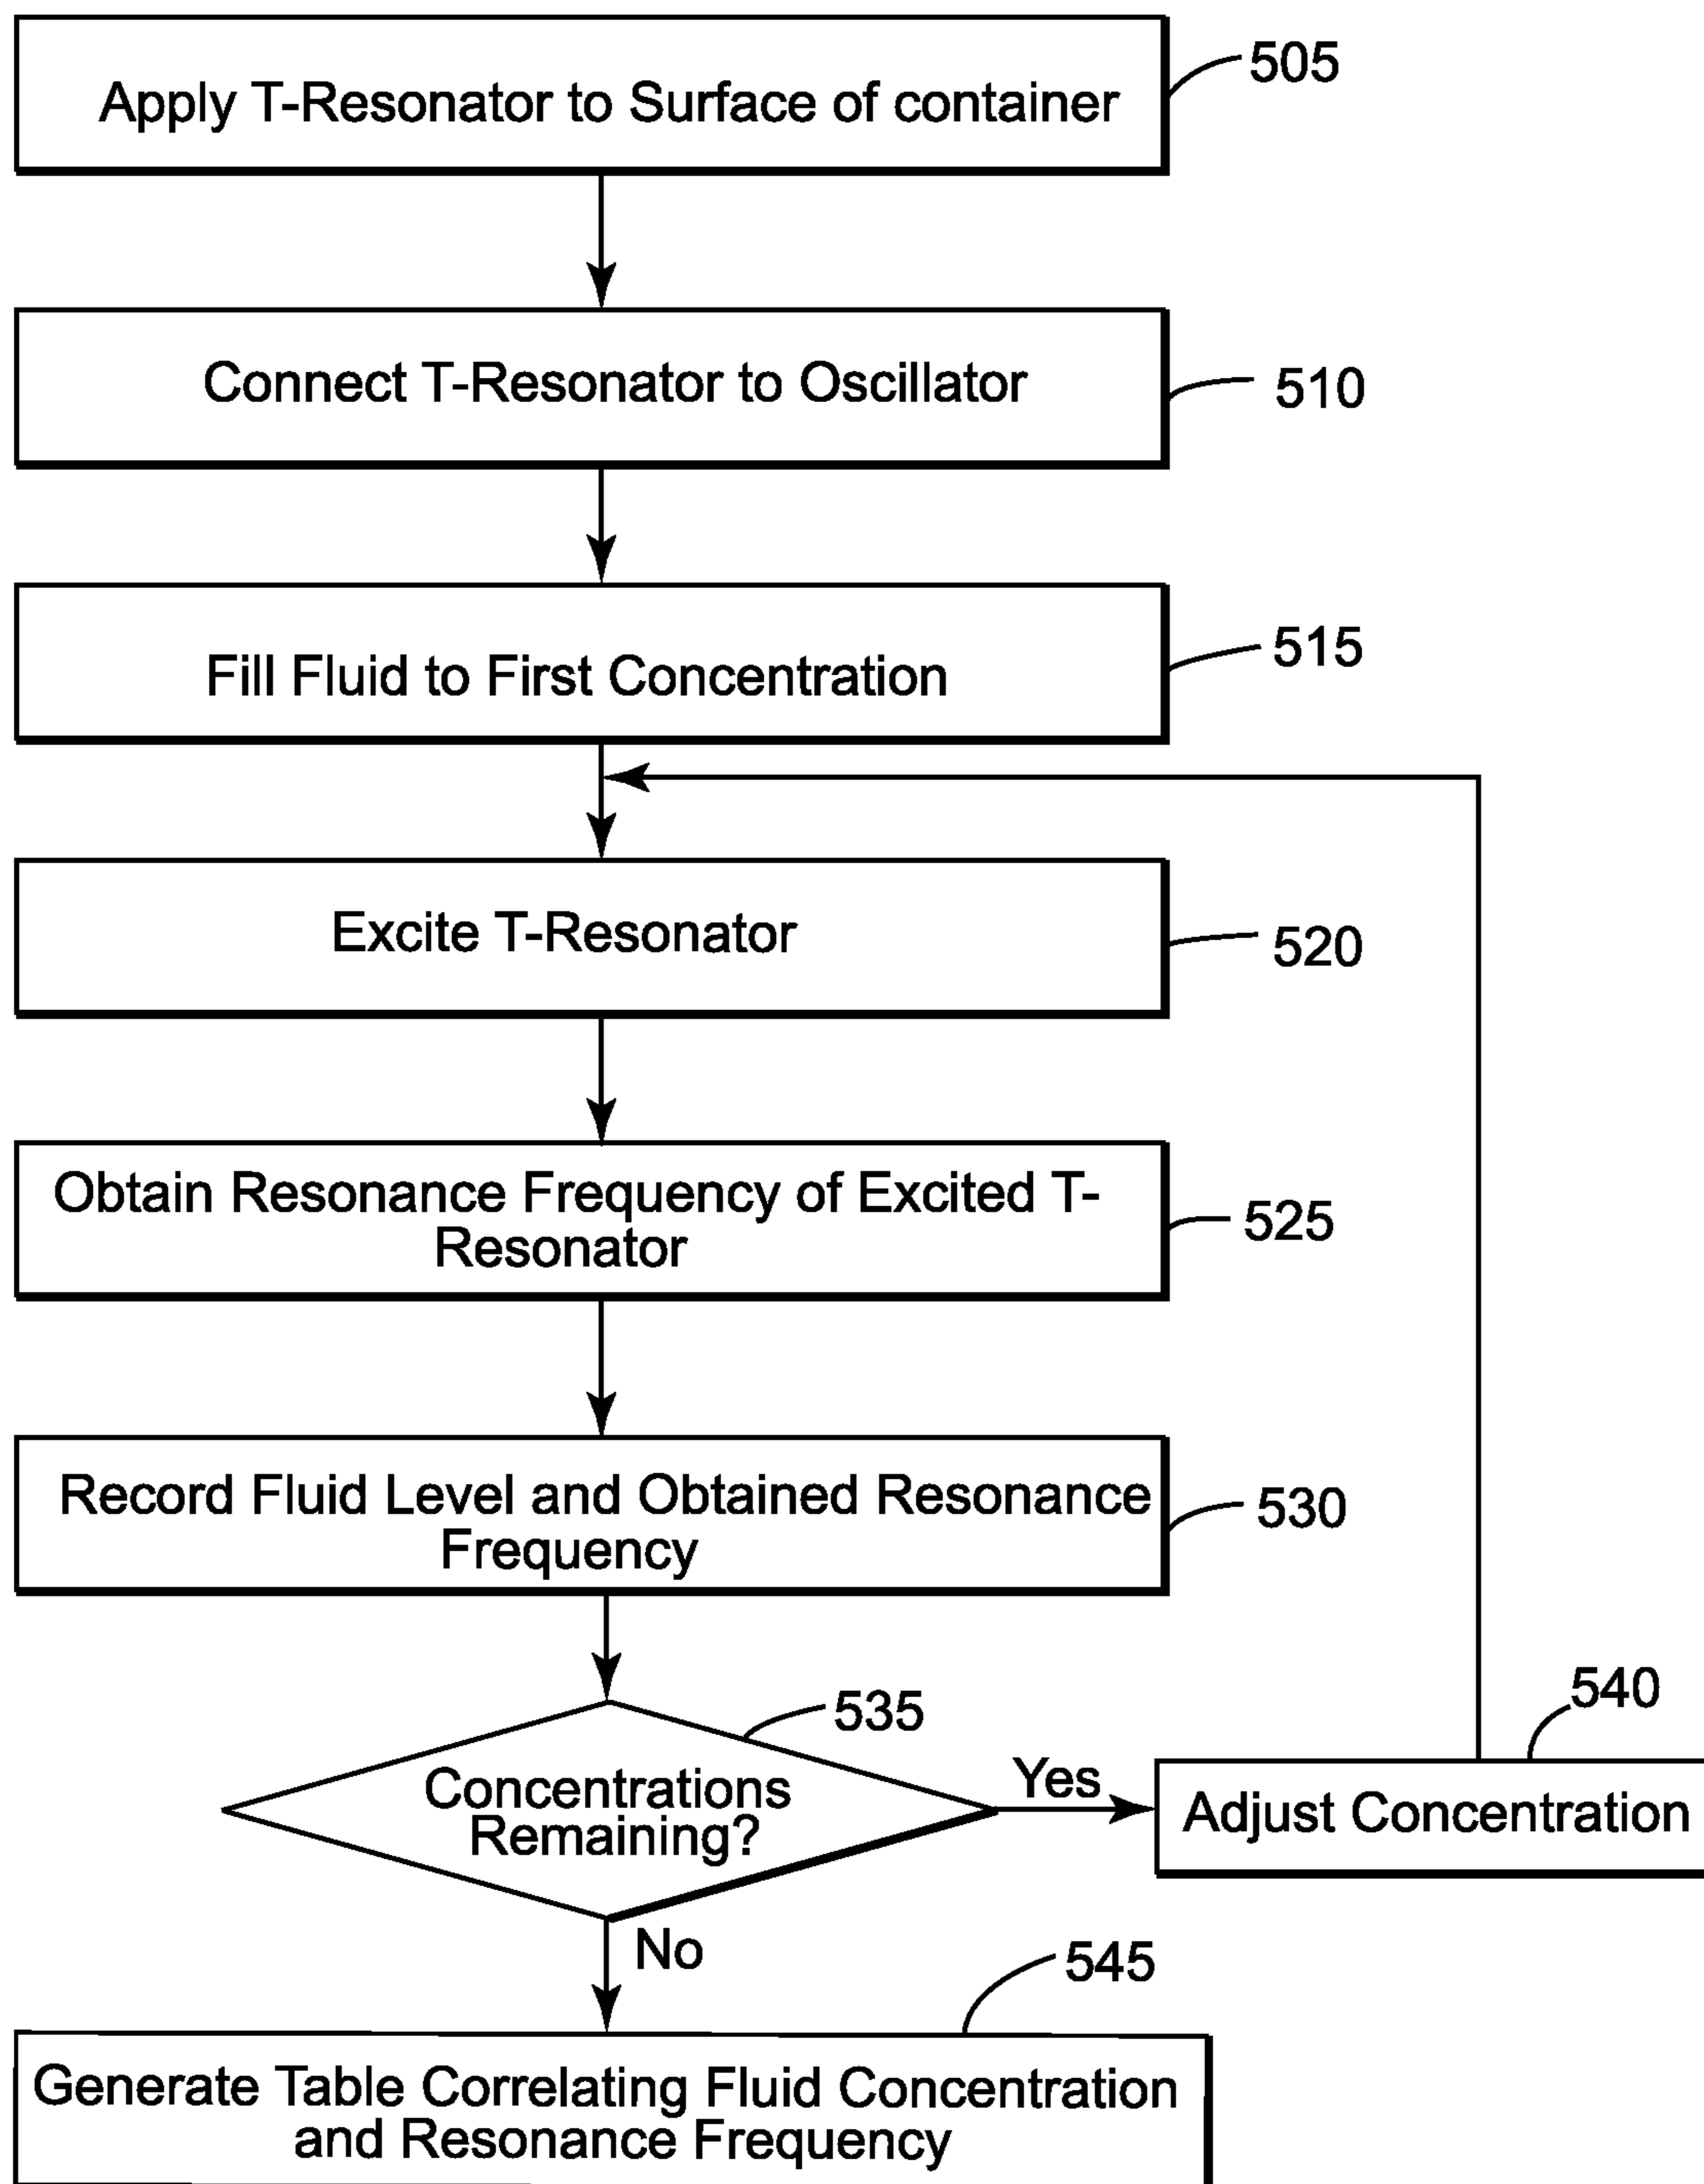 Apply T-Resonator to Surface of container
505
Connect T-Resonator to Oscillator
510
Fill Fluid to First Concentration
515
Excite T-Resonator
520
Obtain Resonance Frequency of Excited T-
Resonator
525
Record Fluid Level and Obtained Resonance
Frequency
530
535
Concentrations
Remaining?
Yes
540
Adjust Concentration
No
545
Generate Table Correlating Fluid Concentration
and Resonance Frequency